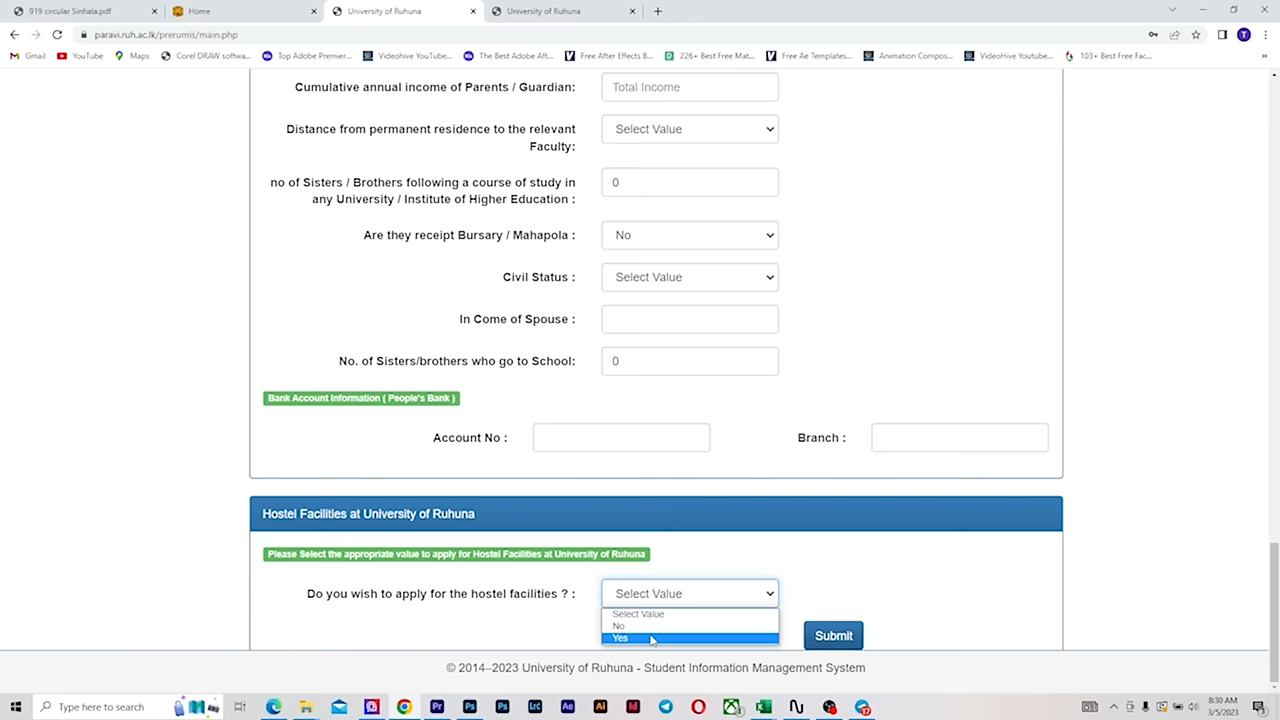 919 circular Sinhala.pdf
Home
University of Ruhuna
University of Ruhuna
paravi.ruh.ac.lk/prerumis/main.php
Gmail
YouTube
Maps
Corel DRAW softwa...
Top Adobe Premier...
Videohive YouTube...
The Best Adobe Aft...
Free After Effects B...
226+ Best Free Mat...
Free Ae Templates...
Animation Compos...
VideoHive Youtube...
103+ Best Free Fac...
Cumulative annual income of Parents / Guardian:
Total Income
Distance from permanent residence to the relevant
Faculty:
Select Value
no of Sisters / Brothers following a course of study in
any University / Institute of Higher Education :
0
Are they receipt Bursary / Mahapola :
No
Civil Status :
Select Value
In Come of Spouse :
No. of Sisters/brothers who go to School:
0
Bank Account Information ( People's Bank )
Account No :
Branch :
Hostel Facilities at University of Ruhuna
Please Select the appropriate value to apply for Hostel Facilities at University of Ruhuna
Do you wish to apply for the hostel facilities ? :
Select Value
Select Value
No
Yes
Submit
© 2014–2023 University of Ruhuna - Student Information Management System
Type here to search
8:30 AM
3/5/2023